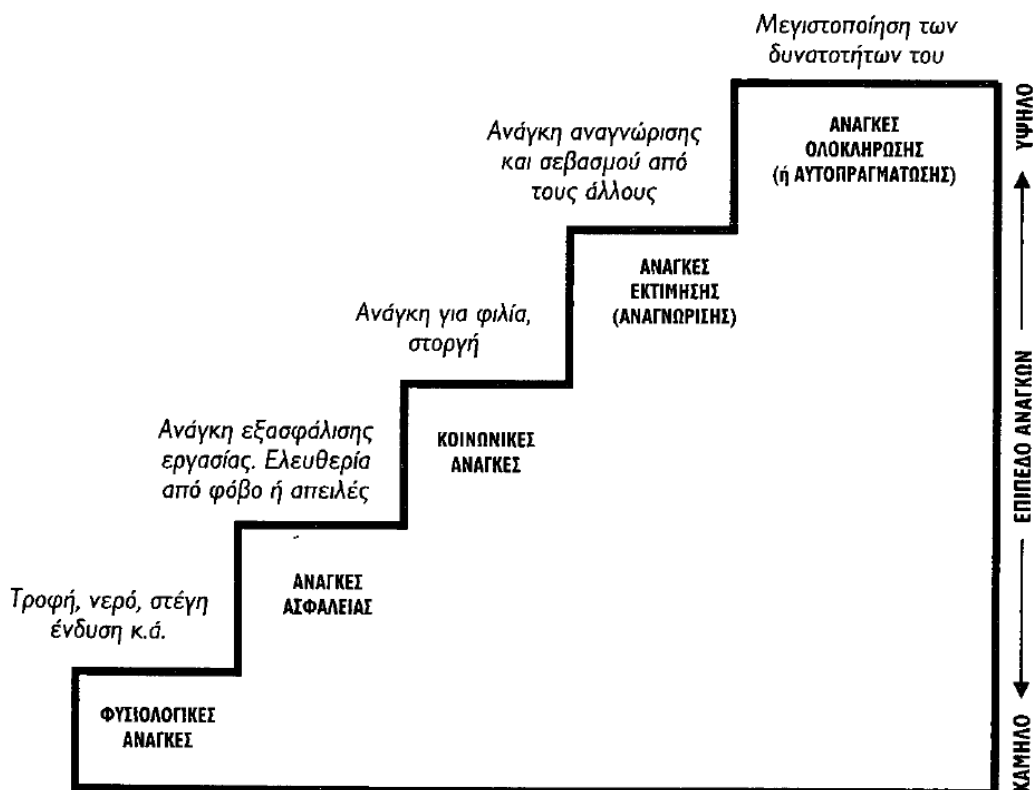 Μεγιστοποίηση των
δυνατοτήτων του
ΑΝΑΓΚΕΣ
ΟΛΟΚΛΗΡΩΣΗΣ
(ή ΑΥΤΟΠΡΑΓΜΑΤΩΣΗΣ)
Ανάγκη αναγνώρισης
και σεβασμού από
τους άλλους
ΑΝΑΓΚΕΣ
ΕΚΤΙΜΗΣΗΣ
(ΑΝΑΓΝΩΡΙΣΗΣ)
Ανάγκη για φιλία,
στοργή
ΚΟΙΝΩΝΙΚΕΣ
ΑΝΑΓΚΕΣ
Ανάγκη εξασφάλισης
εργασίας. Ελευθερία
από φόβο ή απειλές
ΑΝΑΓΚΕΣ
ΑΣΦΑΛΕΙΑΣ
Τροφή, νερό, στέγη
ένδυση κ.ά.
ΦΥΣΙΟΛΟΓΙΚΕΣ
ΑΝΑΓΚΕΣ
ΥΨΗΛΟ
ΕΠΙΠΕΔΟ ΑΝΑΓΚΩΝ
ΧΑΜΗΛΟ